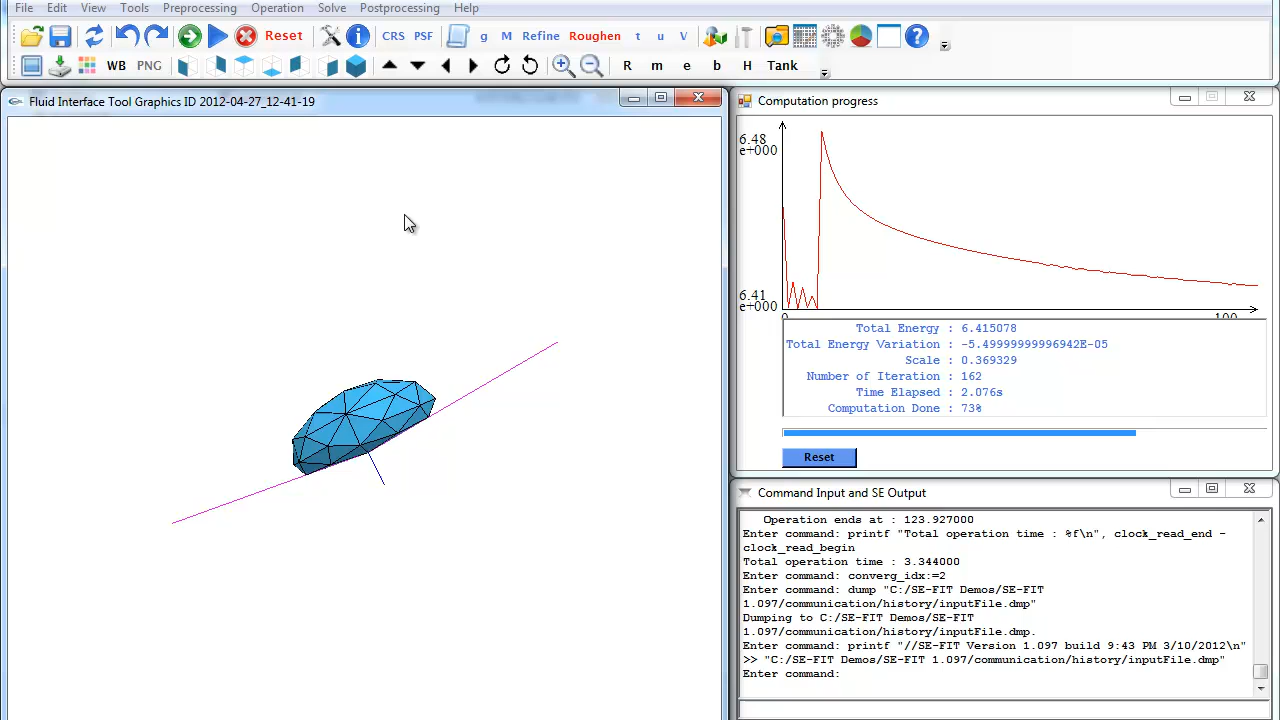 File Edit View Tools Preprocessing Operation Solve Postprocessing Help
Reset CRS PSF g M Refine Roughen t u V
WB PNG R m e b H Tank
Fluid Interface Tool Graphics ID 2012-04-27_12-41-19
Computation progress
6.48
e+000
6.41
e+000
0 100
Total Energy : 6.415078
Total Energy Variation : -5.49999999996942E-05
Scale : 0.369329
Number of Iteration : 162
Time Elapsed : 2.076s
Computation Done : 73%
Reset
Command Input and SE Output
Operation ends at : 123.927000
Enter command: printf "Total operation time : %f\n", clock_read_end -
clock_read_begin
Total operation time : 3.344000
Enter command: converg_idx:=2
Enter command: dump "C:/SE-FIT Demos/SE-FIT
1.097/communication/history/inputFile.dmp"
Dumping to C:/SE-FIT Demos/SE-FIT
1.097/communication/history/inputFile.dmp.
Enter command: printf "//SE-FIT Version 1.097 build 9:43 PM 3/10/2012\n"
>> "C:/SE-FIT Demos/SE-FIT 1.097/communication/history/inputFile.dmp"
Enter command: